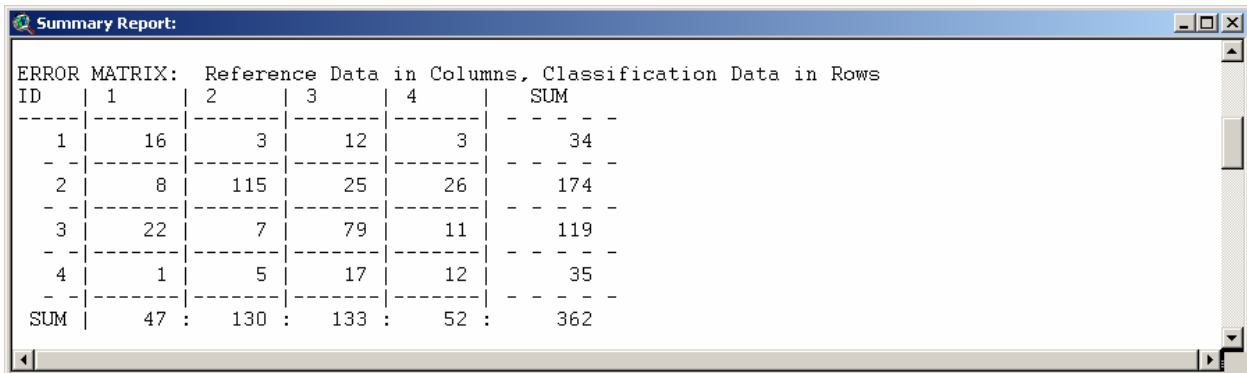 Summary Report:
ERROR MATRIX:  Reference Data in Columns, Classification Data in Rows
ID   | 1     | 2     | 3     | 4     |   SUM
-----|-------|-------|-------|-------| - - - - -
1 |    16 |     3 |    12 |     3 |     34
- -|-------|-------|-------|-------| - - - - -
2 |     8 |   115 |    25 |    26 |    174
- -|-------|-------|-------|-------| - - - - -
3 |    22 |     7 |    79 |    11 |    119
- -|-------|-------|-------|-------| - - - - -
4 |     1 |     5 |    17 |    12 |     35
- -|-------|-------|-------|-------| - - - - -
SUM |    47 :   130 :   133 :    52 :    362